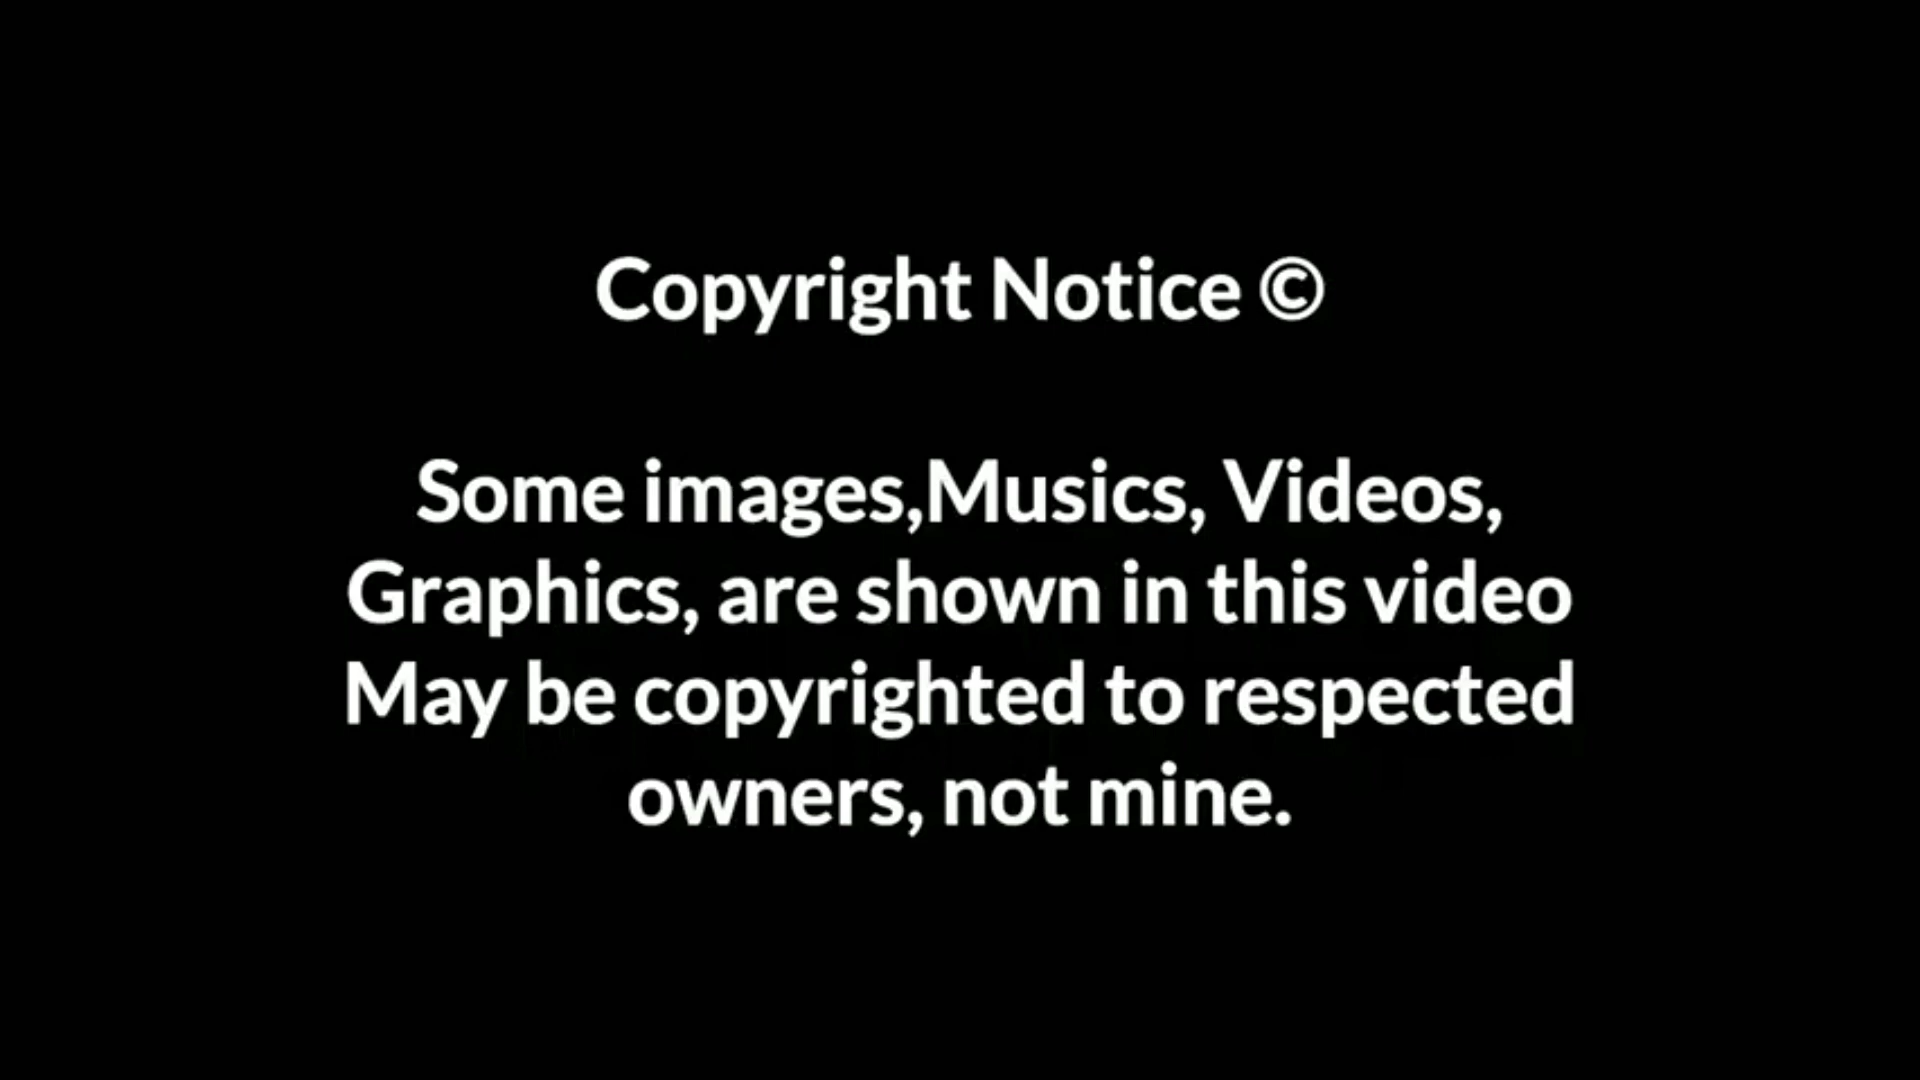 Copyright Notice ©
Some images,Musics, Videos,
Graphics, are shown in this video
May be copyrighted to respected
owners, not mine.